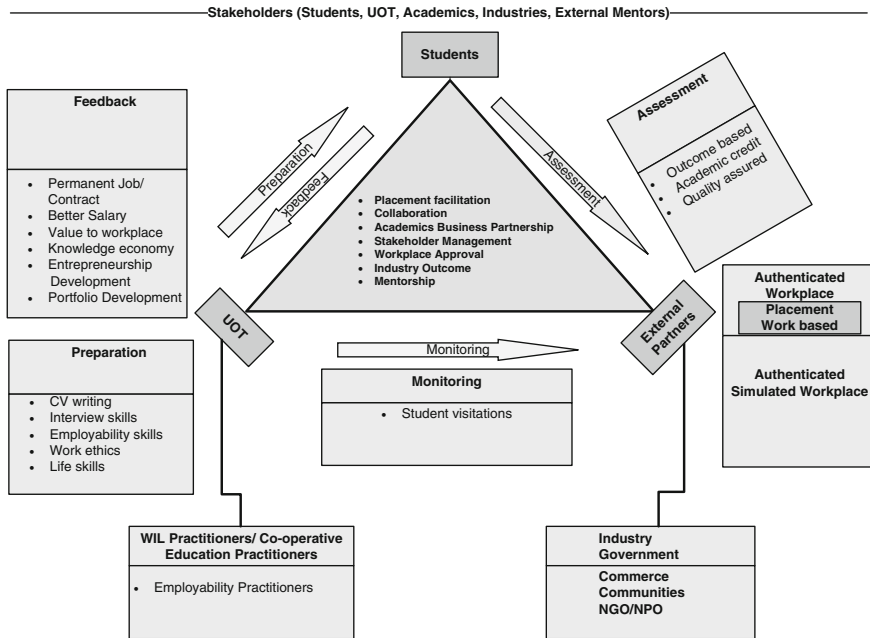 Stakeholders (Students, UOT, Academics, Industries, External Mentors)
Students
Feedback
• Permanent Job/
Contract
• Better Salary
• Value to workplace
• Knowledge economy
• Entrepreneurship
Development
• Portfolio Development
Preparation
Feedback
Assessment
Assessment
• Outcome based
• Academic credit
• Quality assured
• Placement facilitation
• Collaboration
• Academics Business Partnership
• Stakeholder Management
• Workplace Approval
• Industry Outcome
• Mentorship
UOT
External
Partners
Authenticated
Workplace
Placement
Work based
Authenticated
Simulated Workplace
Monitoring
Preparation
• CV writing
• Interview skills
• Employability skills
• Work ethics
• Life skills
Monitoring
• Student visitations
WIL Practitioners/ Co-operative
Education Practitioners
• Employability Practitioners
Industry
Government
Commerce
Communities
NGO/NPO